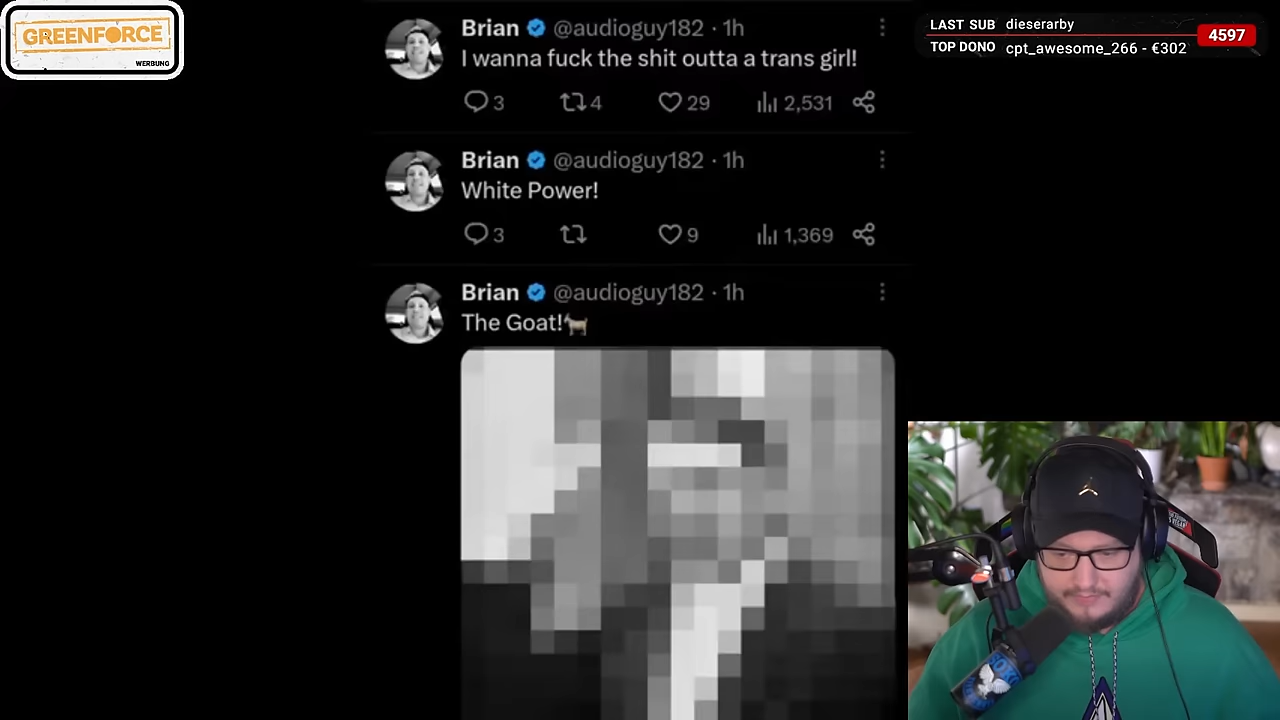 GREENFORCE
WERBUNG
Brian @audioguy182 · 1h
I wanna fuck the shit outta a trans girl!
3 4 29 2,531
Brian @audioguy182 · 1h
White Power!
3 9 1,369
Brian @audioguy182 · 1h
The Goat!🐐
LAST SUB dieserarby
TOP DONO cpt_awesome_266 - €302
4597